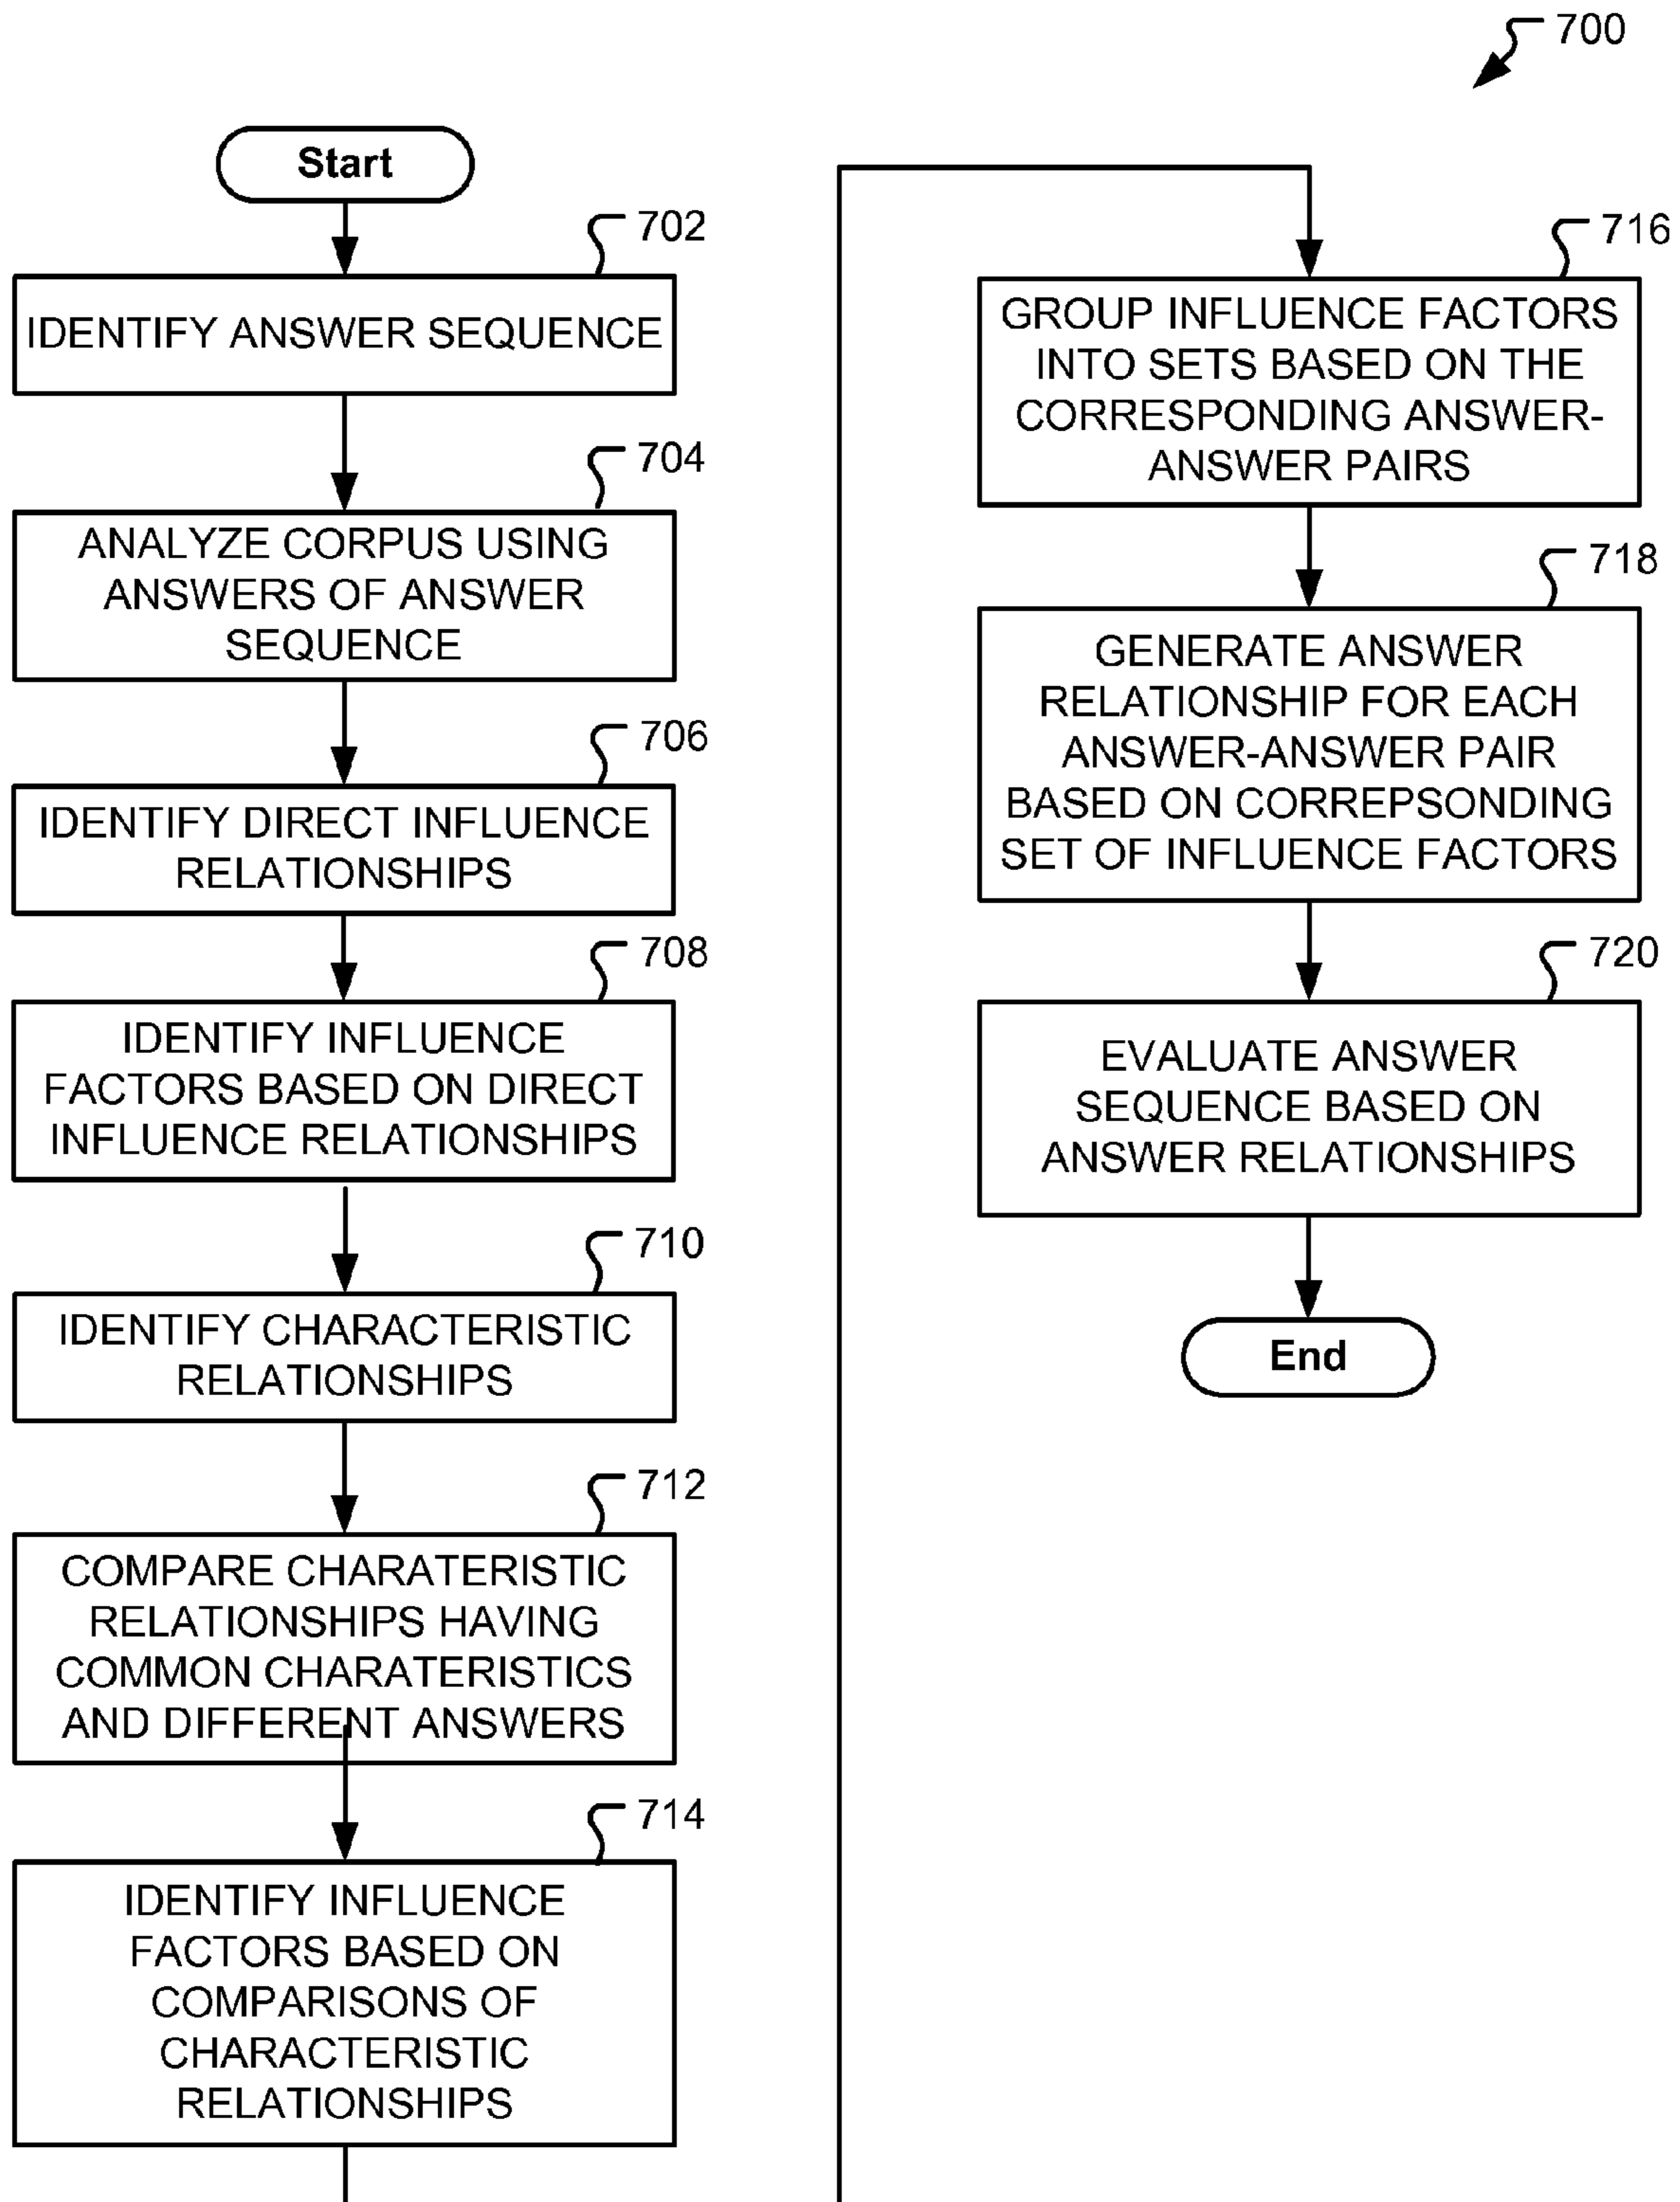 700
Start
702
IDENTIFY ANSWER SEQUENCE
704
ANALYZE CORPUS USING
ANSWERS OF ANSWER
SEQUENCE
706
IDENTIFY DIRECT INFLUENCE
RELATIONSHIPS
708
IDENTIFY INFLUENCE
FACTORS BASED ON DIRECT
INFLUENCE RELATIONSHIPS
710
IDENTIFY CHARACTERISTIC
RELATIONSHIPS
712
COMPARE CHARATERISTIC
RELATIONSHIPS HAVING
COMMON CHARATERISTICS
AND DIFFERENT ANSWERS
714
IDENTIFY INFLUENCE
FACTORS BASED ON
COMPARISONS OF
CHARACTERISTIC
RELATIONSHIPS
716
GROUP INFLUENCE FACTORS
INTO SETS BASED ON THE
CORRESPONDING ANSWER-
ANSWER PAIRS
718
GENERATE ANSWER
RELATIONSHIP FOR EACH
ANSWER-ANSWER PAIR
BASED ON CORREPSONDING
SET OF INFLUENCE FACTORS
720
EVALUATE ANSWER
SEQUENCE BASED ON
ANSWER RELATIONSHIPS
End